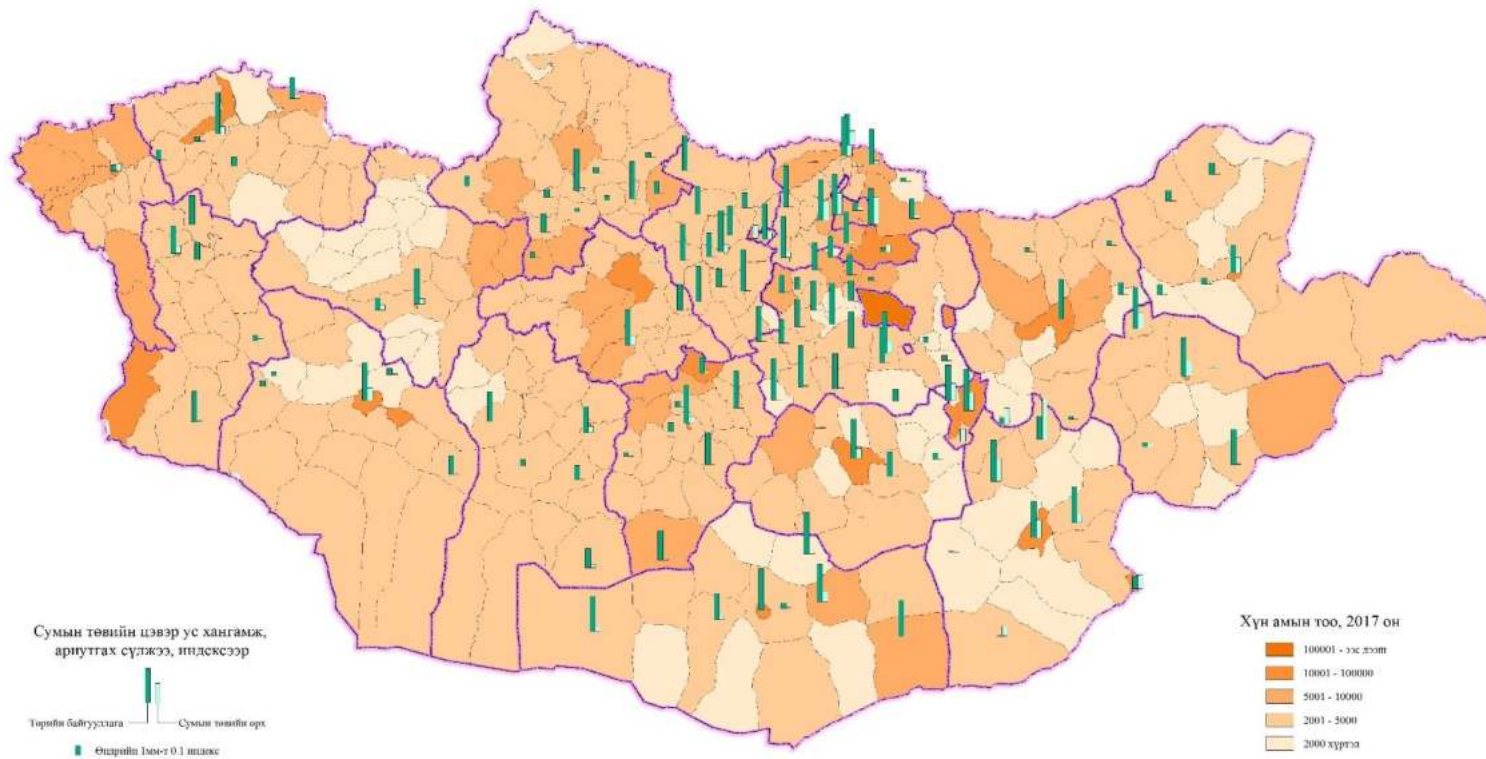 Сумын төвийн цэвэр ус хангамж,
ариутгах сүлжээ, индексээр
Төрийн байгууллага
Сумын төвийн өрх
Өндрийн 1мм-т 0.1 индекс
Хүн амын тоо, 2017 он
100001 - ээс дээш
10001 - 100000
5001 - 10000
2001 - 5000
2000 хүртэл